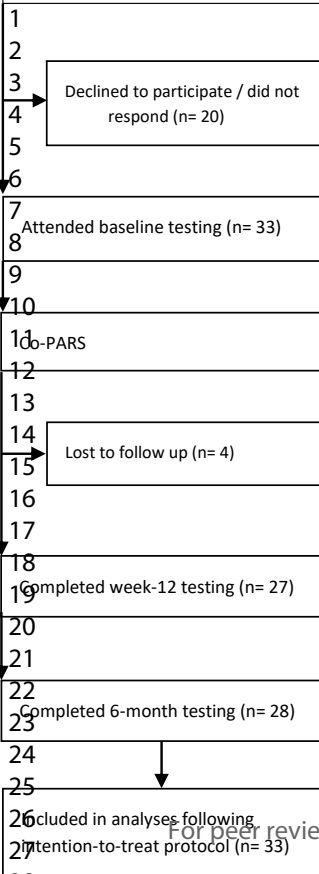 1
2
3
Declined to participate / did not
4
respond (n= 20)
5
6
7
Attended baseline testing (n= 33)
8
9
10
11
Co-PARS
12
13
14
Lost to follow up (n= 4)
15
16
17
18
Completed week-12 testing (n= 27)
19
20
21
22
Completed 6-month testing (n= 28)
23
24
25
26
Included in analyses following
For peer revie
27
intention-to-treat protocol (n= 33)